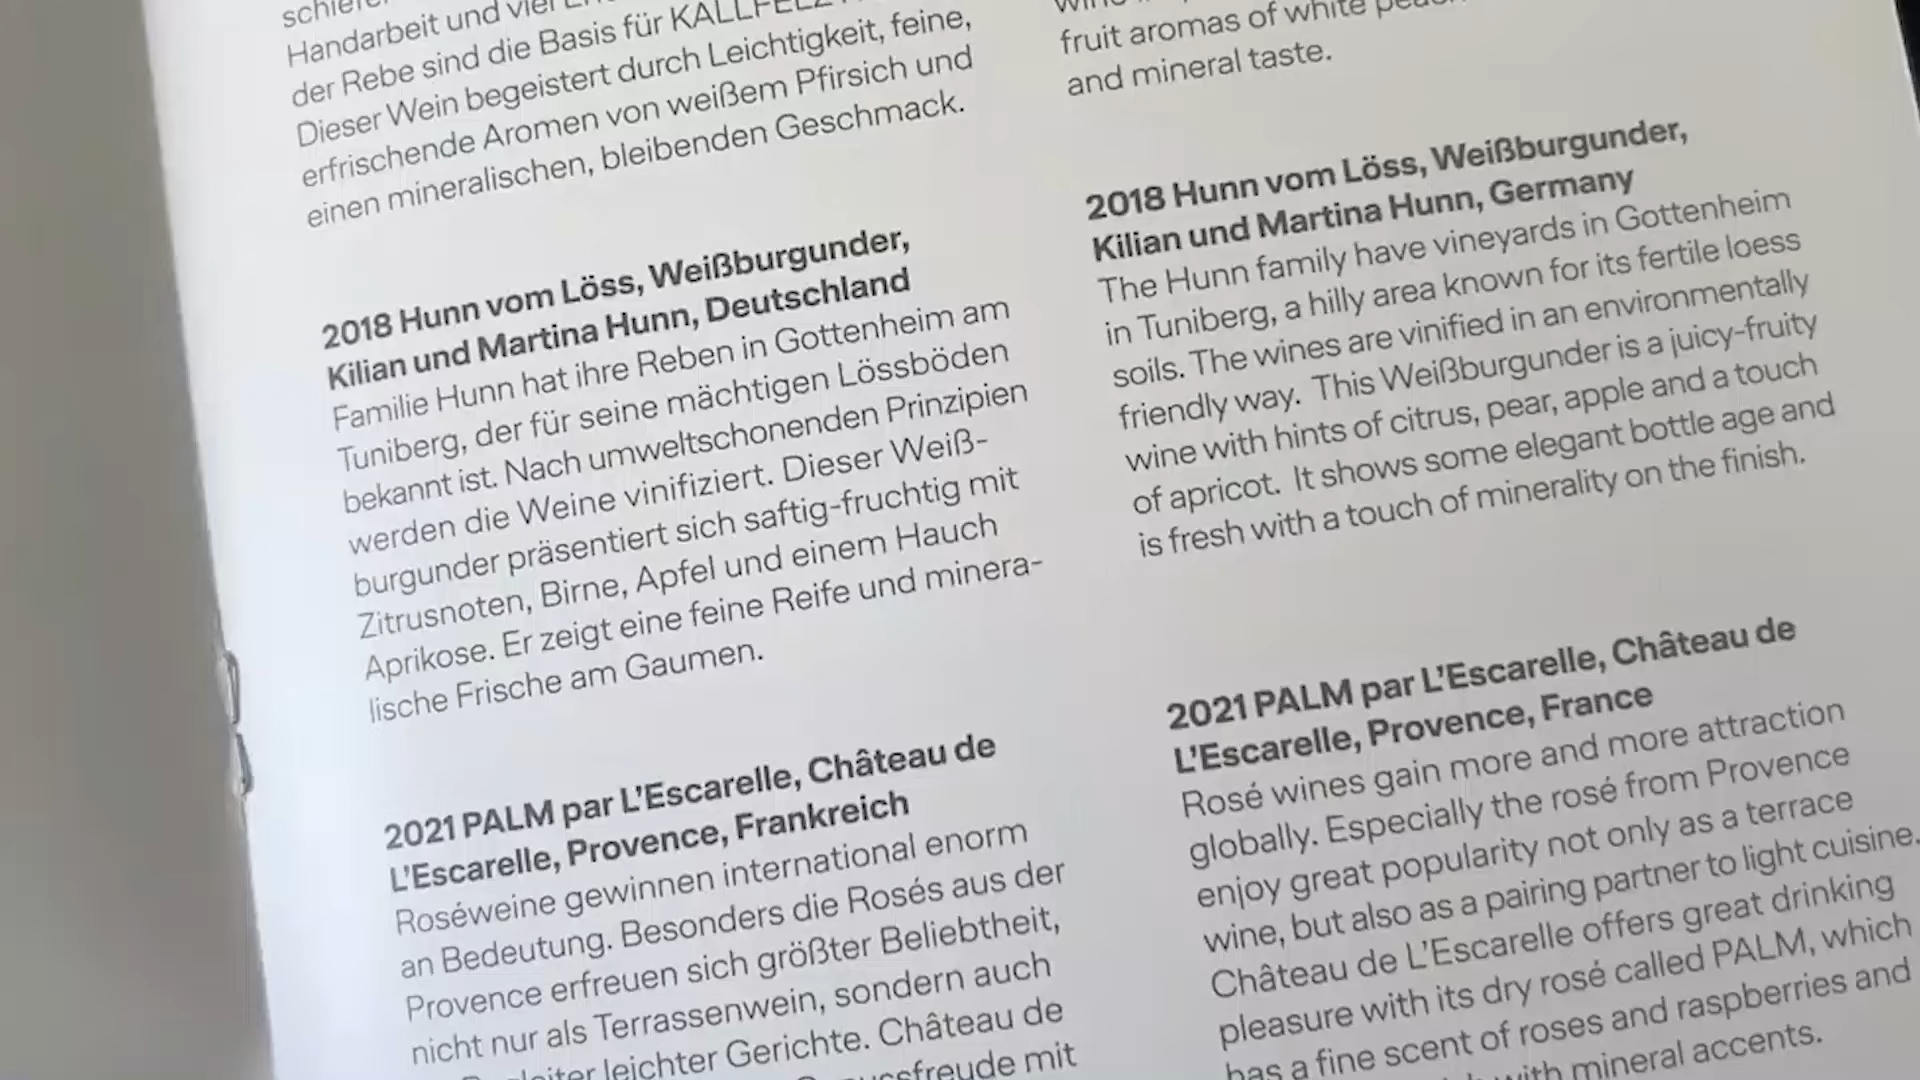 Handarbeit und viel
der Rebe sind die Basis für KALLFELZ
Dieser Wein begeistert durch Leichtigkeit, feine,
erfrischende Aromen von weißem Pfirsich und
einen mineralischen, bleibenden Geschmack.
2018 Hunn vom Löss, Weißburgunder,
Kilian und Martina Hunn, Deutschland
Familie Hunn hat ihre Reben in Gottenheim am
Tuniberg, der für seine mächtigen Lössböden
bekannt ist. Nach umweltschonenden Prinzipien
werden die Weine vinifiziert. Dieser Weiß-
burgunder präsentiert sich saftig-fruchtig mit
Zitrusnoten, Birne, Apfel und einem Hauch
Aprikose. Er zeigt eine feine Reife und minera-
lische Frische am Gaumen.
2021 PALM par L'Escarelle, Château de
L'Escarelle, Provence, Frankreich
Roséweine gewinnen international enorm
an Bedeutung. Besonders die Rosés aus der
Provence erfreuen sich größter Beliebtheit,
nicht nur als Terrassenwein, sondern auch
leichter Gerichte. Château de
mit
fruit aromas of white
and mineral taste.
2018 Hunn vom Löss, Weißburgunder,
Kilian und Martina Hunn, Germany
The Hunn family have vineyards in Gottenheim
in Tuniberg, a hilly area known for its fertile loess
soils. The wines are vinified in an environmentally
friendly way. This Weißburgunder is a juicy-fruity
wine with hints of citrus, pear, apple and a touch
of apricot. It shows some elegant bottle age and
is fresh with a touch of minerality on the finish.
2021 PALM par L'Escarelle, Château de
L'Escarelle, Provence, France
Rosé wines gain more and more attraction
globally. Especially the rosé from Provence
enjoy great popularity not only as a terrace
wine, but also as a pairing partner to light cuisine.
Château de L'Escarelle offers great drinking
pleasure with its dry rosé called PALM, which
has a fine scent of roses and raspberries and
with mineral accents.